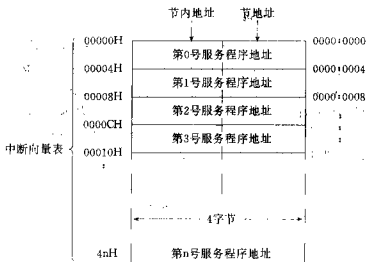 节内地址 节地址
00000H 第0号服务程序地址 0000:0000
00004H 第1号服务程序地址 0000:0004
00008H 第2号服务程序地址 0000:0008
0000CH 第3号服务程序地址
中断向量表 00010H
4字节
4nH 第n号服务程序地址